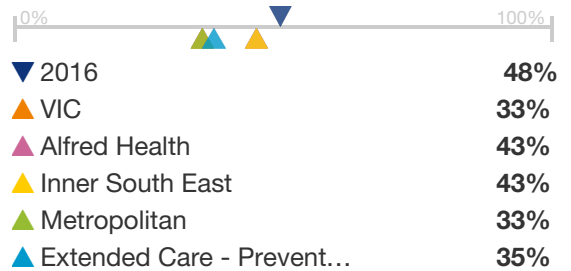 0% 100%
2016 48%
VIC 33%
Alfred Health 43%
Inner South East 43%
Metropolitan 33%
Extended Care - Prevent… 35%